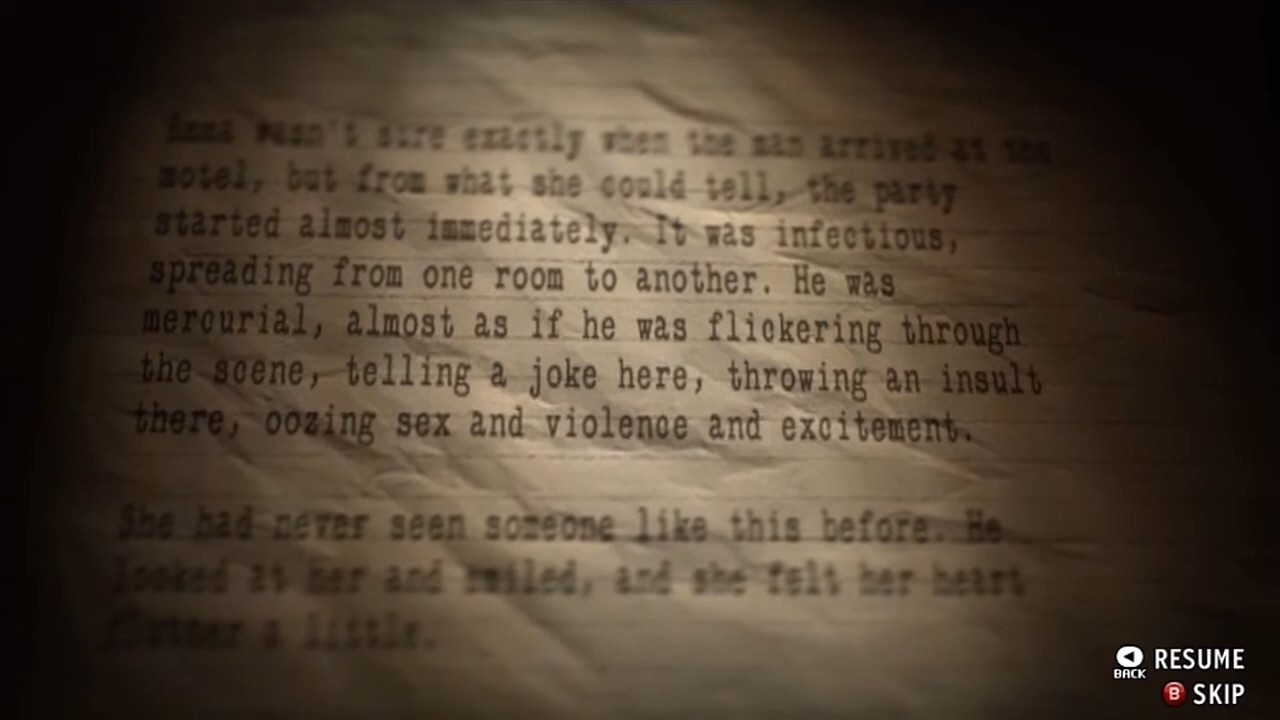 Emma wasn't sure exactly when the man arrived at the
motel, but from what she could tell, the party
started almost immediately. It was infectious,
spreading from one room to another. He was
mercurial, almost as if he was flickering through
the scene, telling a joke here, throwing an insult
there, oozing sex and violence and excitement.
She had never seen someone like this before. He
looked at her and smiled, and she felt her heart
flutter a little.
BACK RESUME
B SKIP